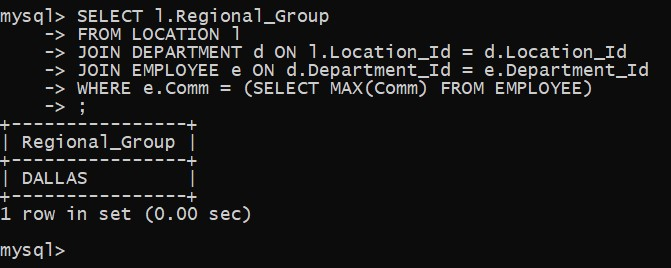 mysql> SELECT l.Regional_Group
    -> FROM LOCATION l
    -> JOIN DEPARTMENT d ON l.Location_Id = d.Location_Id
    -> JOIN EMPLOYEE e ON d.Department_Id = e.Department_Id
    -> WHERE e.Comm = (SELECT MAX(Comm) FROM EMPLOYEE)
    -> ;
+----------------+
| Regional_Group |
+----------------+
| DALLAS         |
+----------------+
1 row in set (0.00 sec)
mysql>